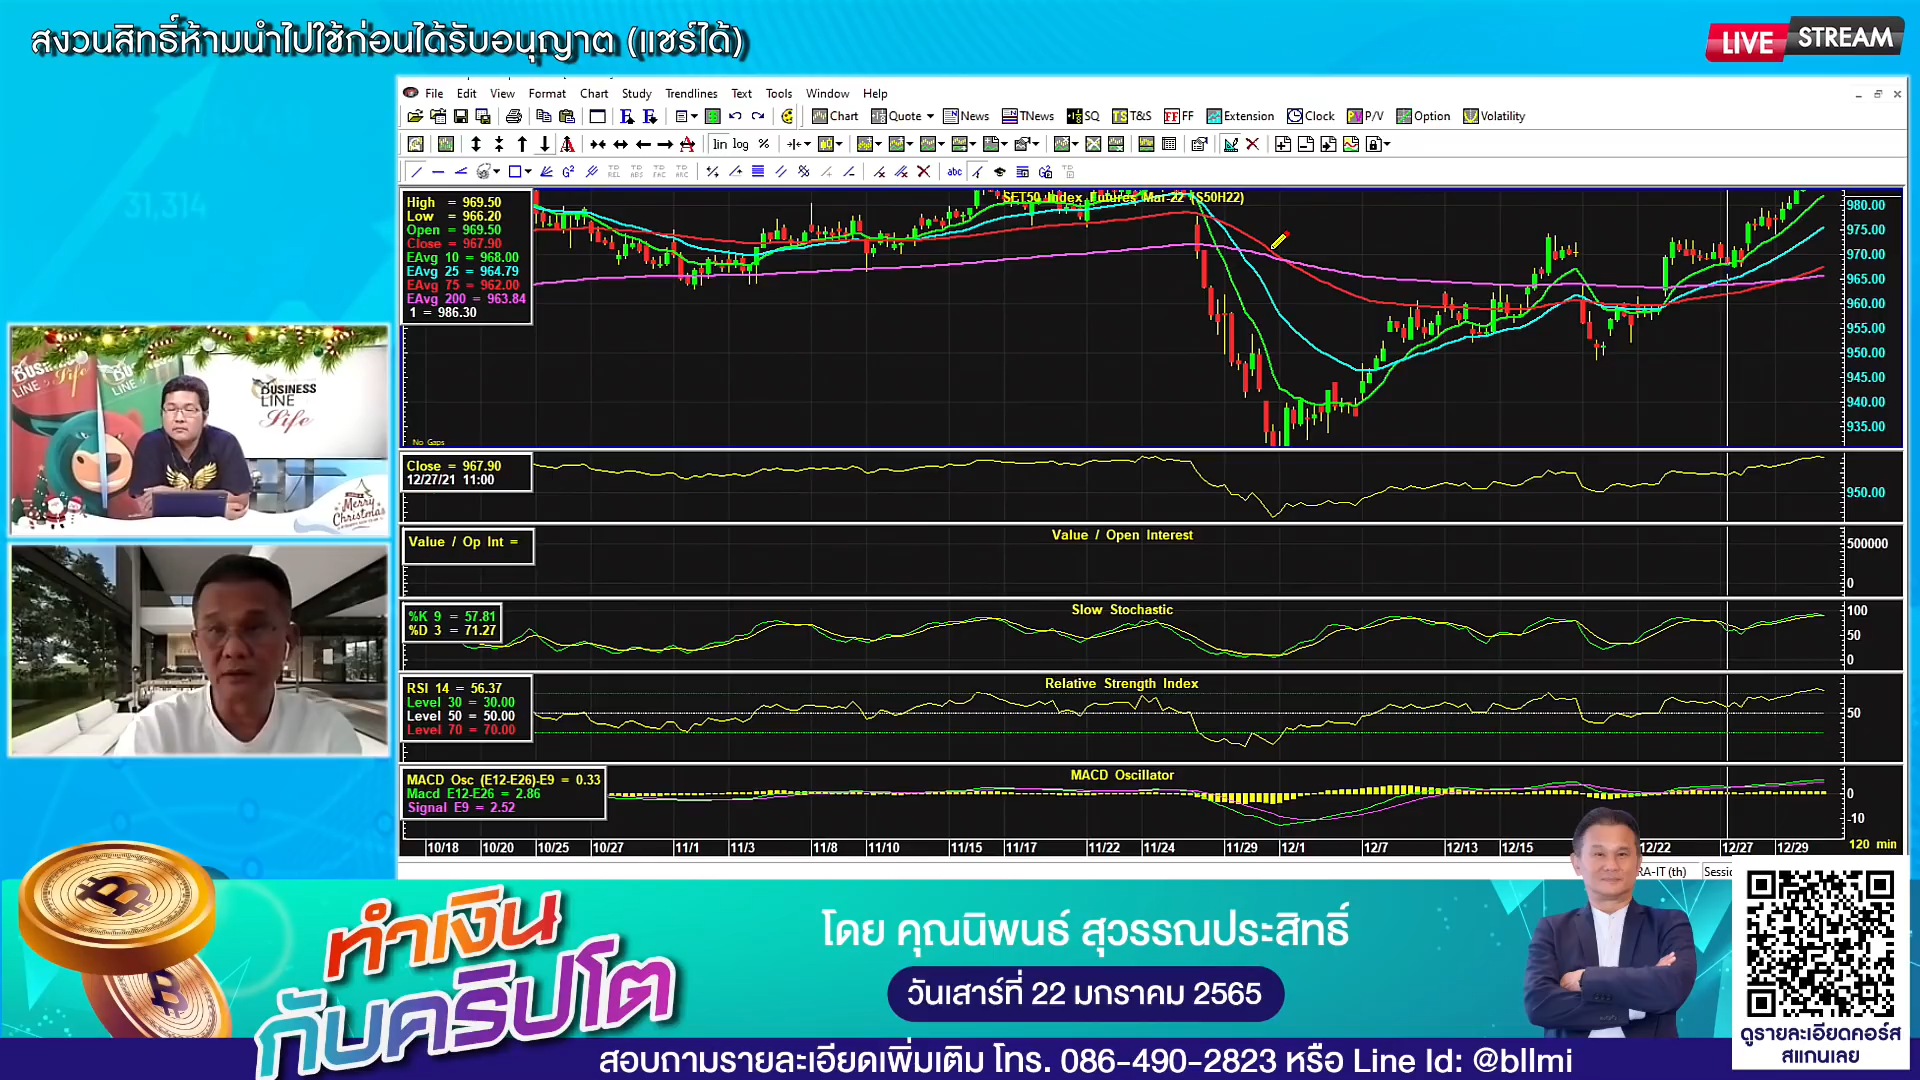 สงวนสิทธิ์ห้ามนำไปใช้ก่อนได้รับอนุญาต (แชร์ได้)
LIVE STREAM
31,314
File Edit View Format Chart Study Trendlines Text Tools Window Help
Chart Quote News TNews SQ T&S FF Extension Clock P/V Option Volatility
lin log %
abc
SET50 Index Futures Mar-22 (S50H22)
High = 969.50
Low = 966.20
Open = 969.50
Close = 967.90
EAvg 10 = 968.00
EAvg 25 = 964.79
EAvg 75 = 962.00
EAvg 200 = 963.84
1 = 986.30
980.00
975.00
970.00
965.00
960.00
955.00
950.00
945.00
940.00
935.00
No Gaps
Close = 967.90
12/27/21 11:00
950.00
Value / Op Int =
Value / Open Interest
500000
0
%K 9 = 57.81
%D 3 = 71.27
Slow Stochastic
100
50
0
RSI 14 = 56.37
Level 30 = 30.00
Level 50 = 50.00
Level 70 = 70.00
Relative Strength Index
50
MACD Osc (E12-E26)-E9 = 0.33
Macd E12-E26 = 2.86
Signal E9 = 2.52
MACD Oscillator
0
-10
10/18 10/20 10/25 10/27 11/1 11/3 11/8 11/10 11/15 11/17 11/22 11/24 11/29 12/1 12/7 12/13 12/15 12/22 12/27 12/29 120 min
RA-IT (th)
BUSINESS
LINE
Life
Merry
Christmas
ทำเงิน
กับคริปโต
โดย คุณนิพนธ์ สุวรรณประสิทธิ์
วันเสาร์ที่ 22 มกราคม 2565
สอบถามรายละเอียดเพิ่มเติม โทร. 086-490-2823 หรือ Line Id: @bllmi
ดูรายละเอียดคอร์ส
สแกนเลย